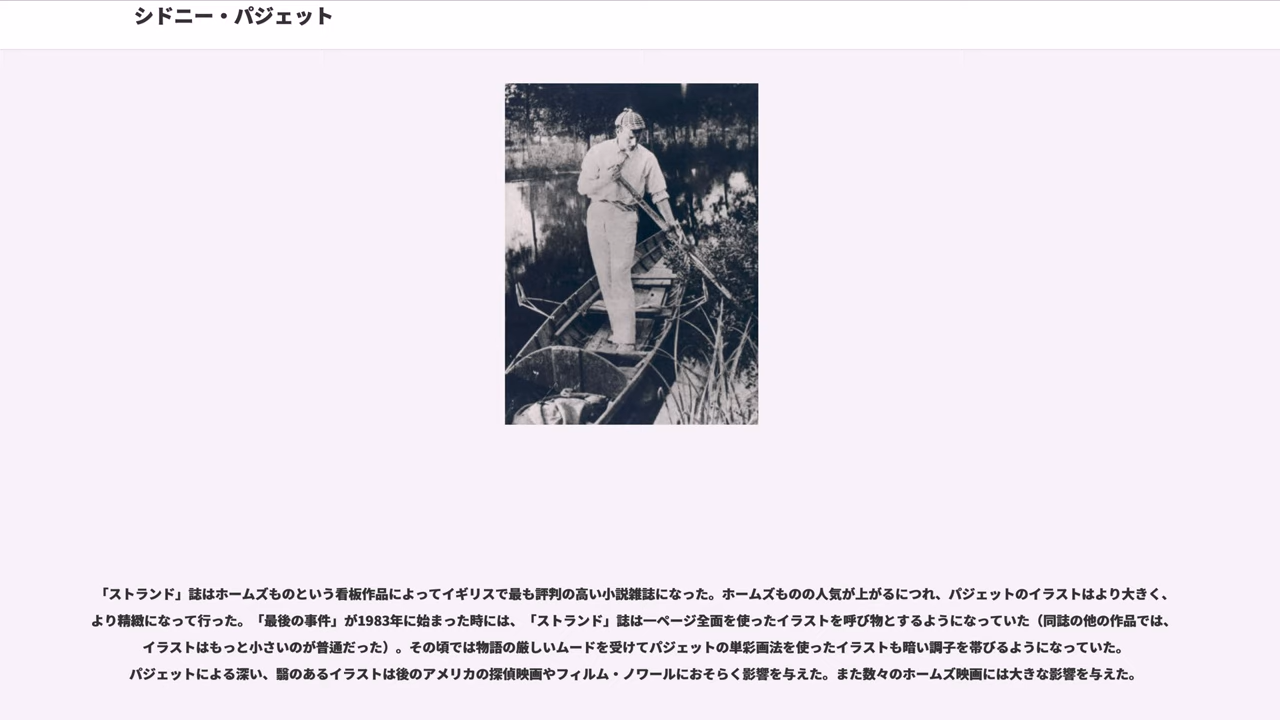 シドニー・パジェット
「ストランド」誌はホームズものという看板作品によってイギリスで最も評判の高い小説雑誌になった。ホームズものの人気が上がるにつれ、パジェットのイラストはより大きく、
より精緻になって行った。「最後の事件」が1983年に始まった時には、「ストランド」誌は一ページ全面を使ったイラストを呼び物とするようになっていた（同誌の他の作品では、
イラストはもっと小さいのが普通だった）。その頃では物語の厳しいムードを受けてパジェットの単彩画法を使ったイラストも暗い調子を帯びるようになっていた。
パジェットによる深い、翳のあるイラストは後のアメリカの探偵映画やフィルム・ノワールにおそらく影響を与えた。また数々のホームズ映画には大きな影響を与えた。